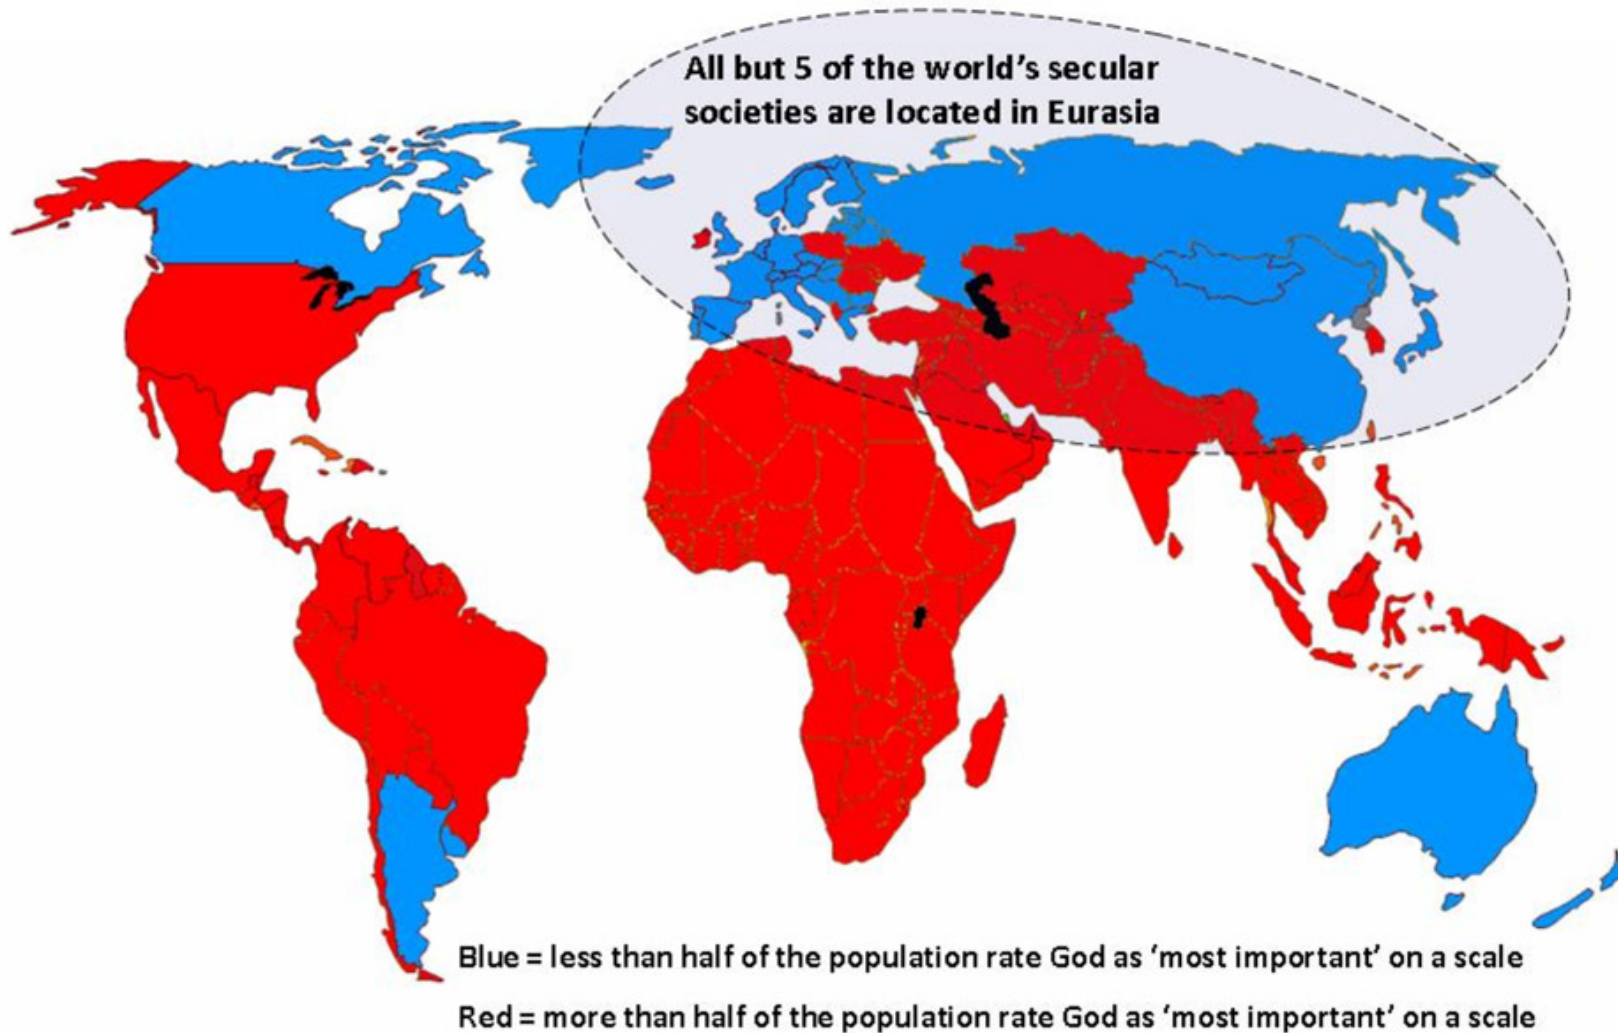 All but 5 of the world’s secular
societies are located in Eurasia
Blue = less than half of the population rate God as ‘most important’ on a scale
Red = more than half of the population rate God as ‘most important’ on a scale